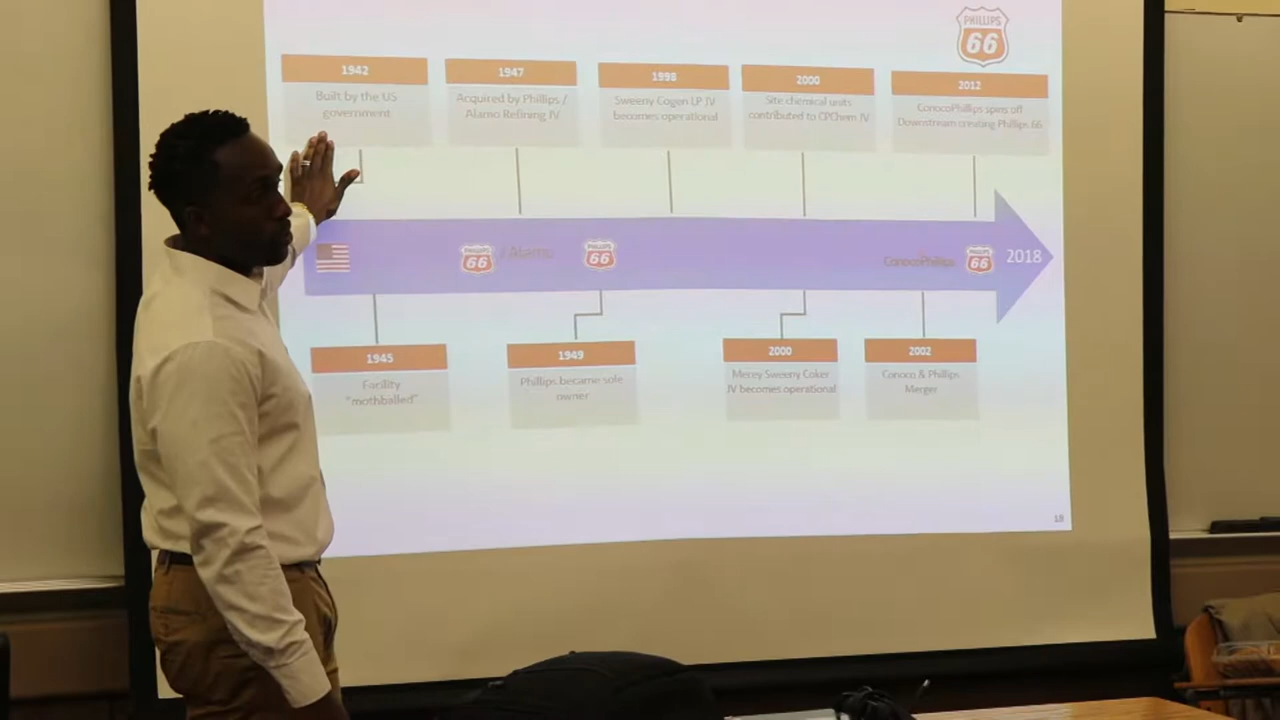 PHILLIPS
66
1942
Built by the US
government
1947
Acquired by Phillips /
Alamo Refining JV
1998
Sweeny Cogen LP JV
becomes operational
2000
Site chemical units
contributed to CPChem JV
2012
ConocoPhillips spins off
Downstream creating Phillips 66
PHILLIPS
66
/ Alamo
PHILLIPS
66
ConocoPhillips
PHILLIPS
66
2018
1945
Facility
"mothballed"
1949
Phillips became sole
owner
2000
Merey Sweeny Coker
JV becomes operational
2002
Conoco & Phillips
Merger